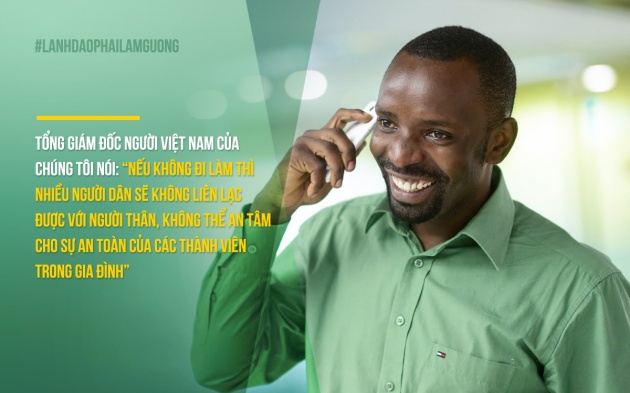 #LANHDAOPHAILAMGUONG
TỔNG GIÁM ĐỐC NGƯỜI VIỆT NAM CỦA
CHÚNG TÔI NÓI: “NẾU KHÔNG ĐI LÀM THÌ
NHIỀU NGƯỜI DÂN SẼ KHÔNG LIÊN LẠC
ĐƯỢC VỚI NGƯỜI THÂN, KHÔNG THỂ AN TÂM
CHO SỰ AN TOÀN CỦA CÁC THÀNH VIÊN
TRONG GIA ĐÌNH”